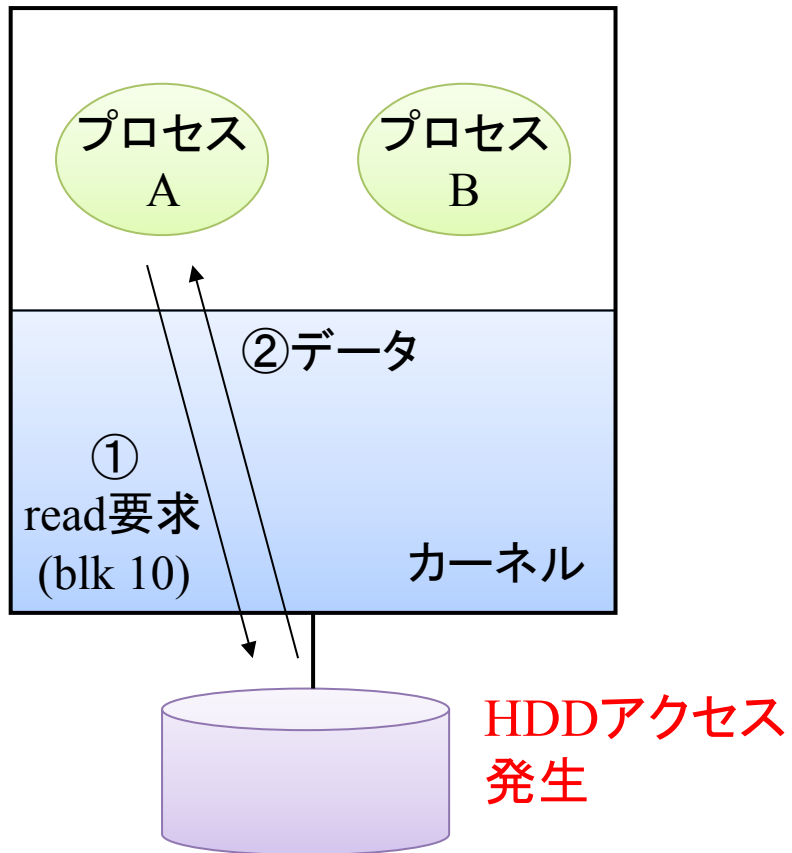 プロセス
A
プロセス
B
②データ
①
read要求
(blk 10)
カーネル
HDDアクセス
発生